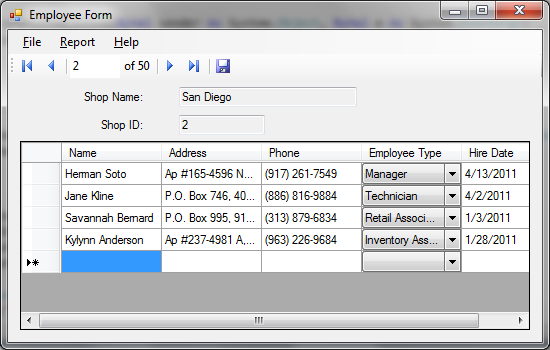 Employee Form
File Report Help
2 of 50
Shop Name: San Diego
Shop ID: 2
Name Address Phone Employee Type Hire Date
Herman Soto Ap #165-4596 N... (917) 261-7549 Manager 4/13/2011
Jane Kline P.O. Box 746, 40... (886) 816-9884 Technician 4/2/2011
Savannah Bernard P.O. Box 995, 91... (313) 879-6834 Retail Associ... 1/3/2011
Kylynn Anderson Ap #237-4981 A,... (963) 226-9684 Inventory Ass... 1/28/2011